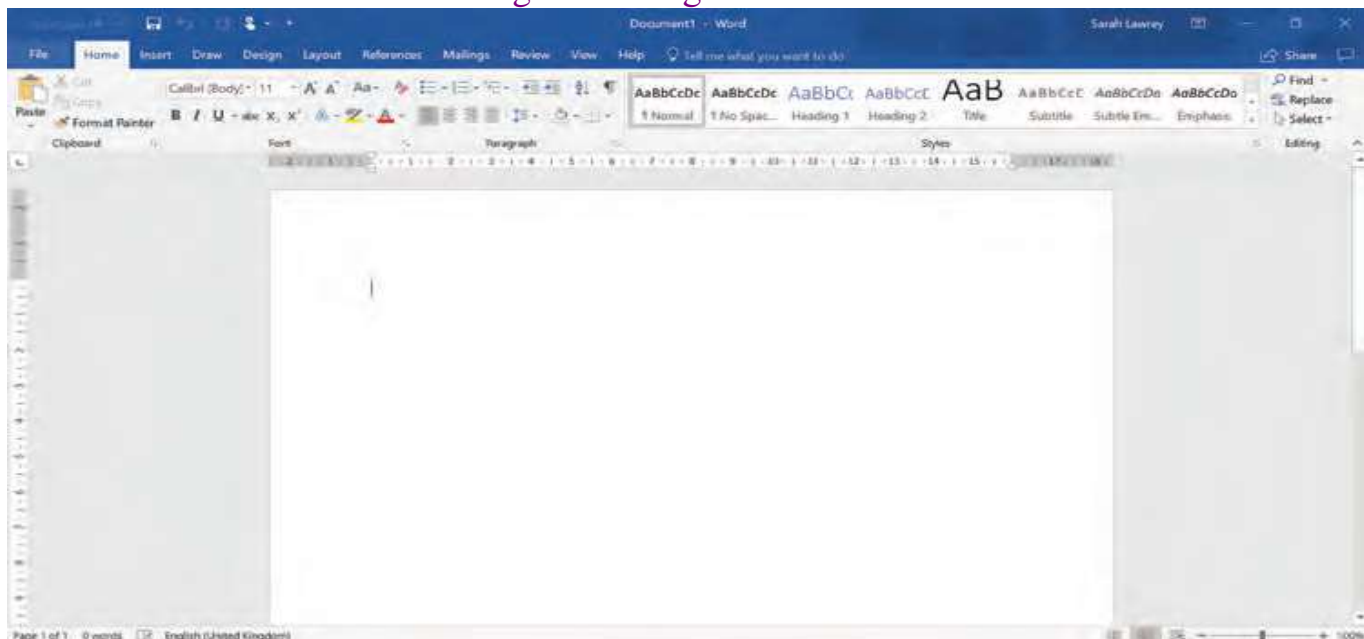 Document1 - Word
Sarah Lawrey
File Home Insert Draw Design Layout References Mailings Review View Help Tell me what you want to do
Share
Paste
Cut
Copy
Format Painter
Calibri (Body) 11
AaBbCcDc AaBbCcDc AaBbCc AaBbCcC AaB AaBbCcC AaBbCcDa AaBbCcDa
¶ Normal ¶ No Spac... Heading 1 Heading 2 Title Subtitle Subtle Em... Emphasis
Find
Replace
Select
Clipboard Font Paragraph Styles Editing
Page 1 of 1 0 words English (United Kingdom) 100%